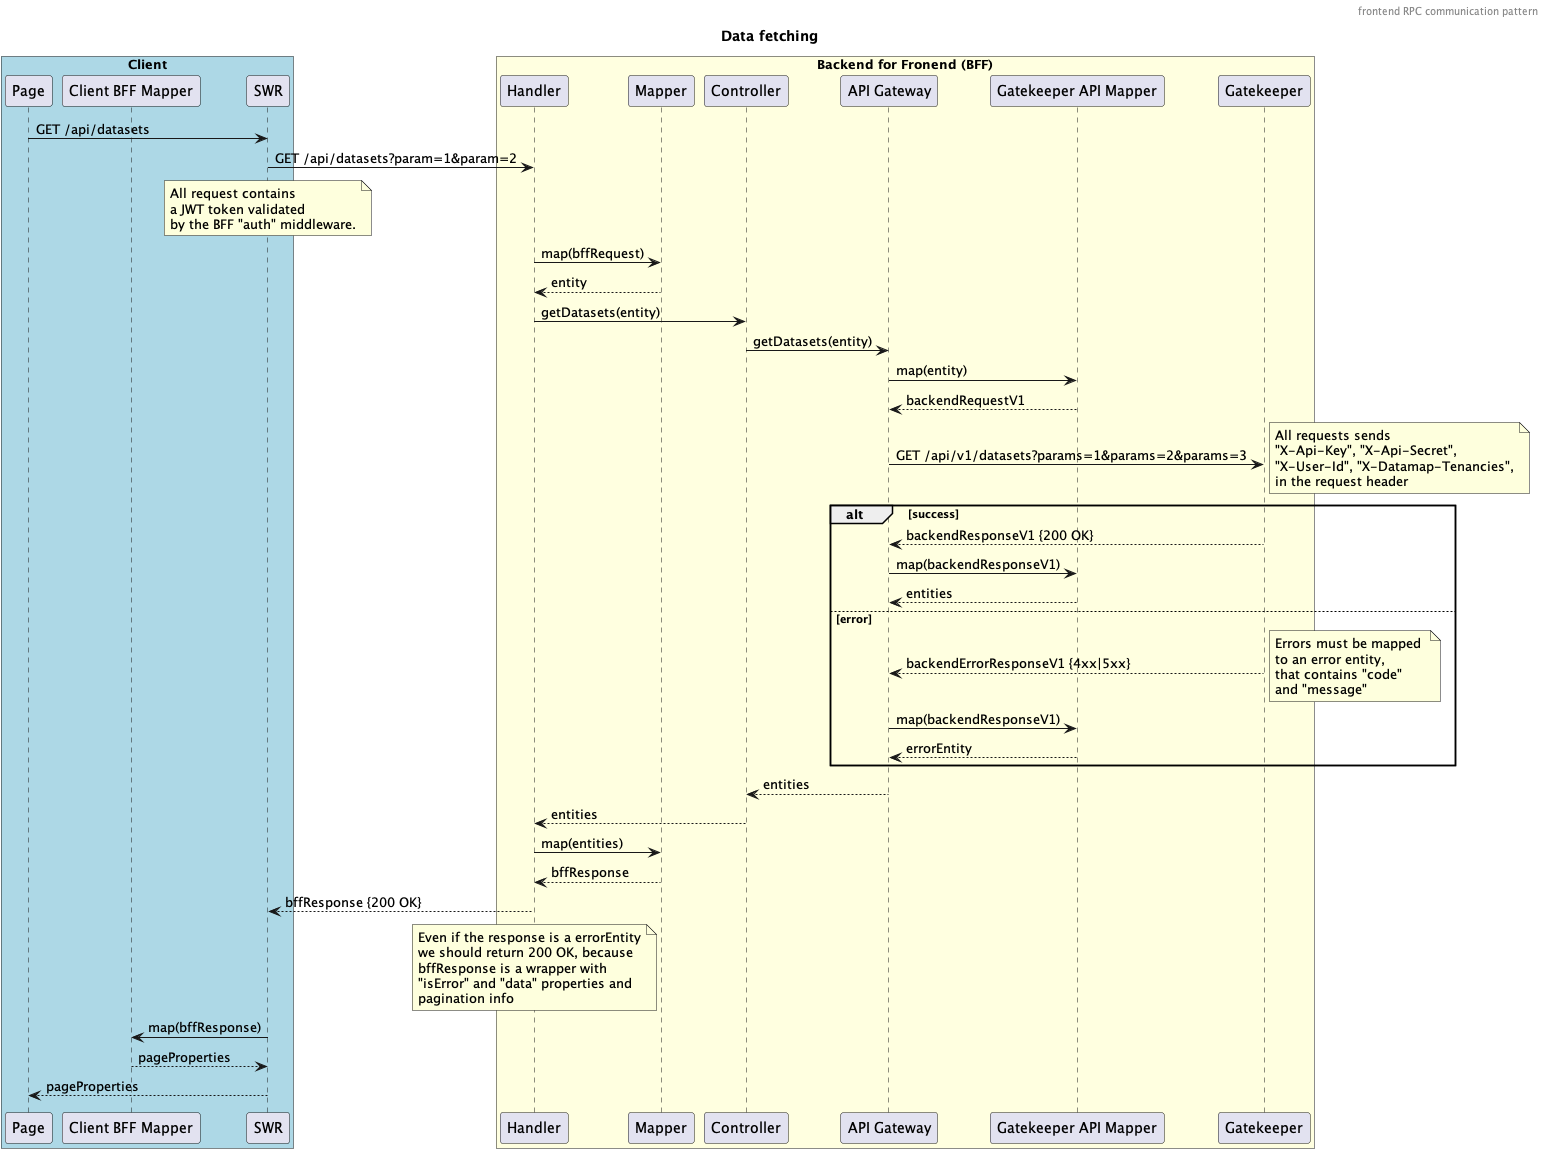 frontend RPC communication pattern
Data fetching
Client
Backend for Fronend (BFF)
Page
Client BFF Mapper
SWR
Handler
Mapper
Controller
API Gateway
Gatekeeper API Mapper
Gatekeeper
GET /api/datasets
GET /api/datasets?param=1&param=2
All request contains
a JWT token validated
by the BFF "auth" middleware.
map(bffRequest)
entity
getDatasets(entity)
getDatasets(entity)
map(entity)
backendRequestV1
All requests sends
"X-Api-Key", "X-Api-Secret",
"X-User-Id", "X-Datamap-Tenancies",
in the request header
GET /api/v1/datasets?params=1&params=2&params=3
alt
[success]
backendResponseV1 {200 OK}
map(backendResponseV1)
entities
[error]
Errors must be mapped
to an error entity,
that contains "code"
and "message"
backendErrorResponseV1 {4xx|5xx}
map(backendResponseV1)
errorEntity
entities
entities
map(entities)
bffResponse
bffResponse {200 OK}
Even if the response is a errorEntity
we should return 200 OK, because
bffResponse is a wrapper with
"isError" and "data" properties and
pagination info
map(bffResponse)
pageProperties
pageProperties
Page
Client BFF Mapper
SWR
Handler
Mapper
Controller
API Gateway
Gatekeeper API Mapper
Gatekeeper